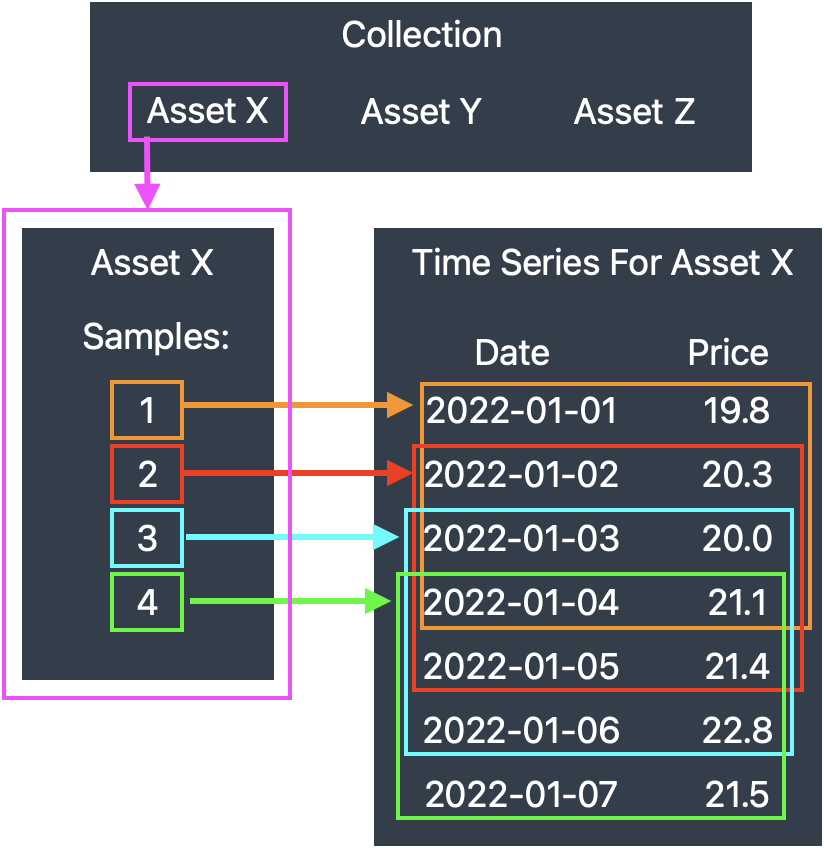 Collection
Asset X Asset Y Asset Z
Asset X
Samples:
1
2
3
4
Time Series For Asset X
Date Price
2022-01-01 19.8
2022-01-02 20.3
2022-01-03 20.0
2022-01-04 21.1
2022-01-05 21.4
2022-01-06 22.8
2022-01-07 21.5